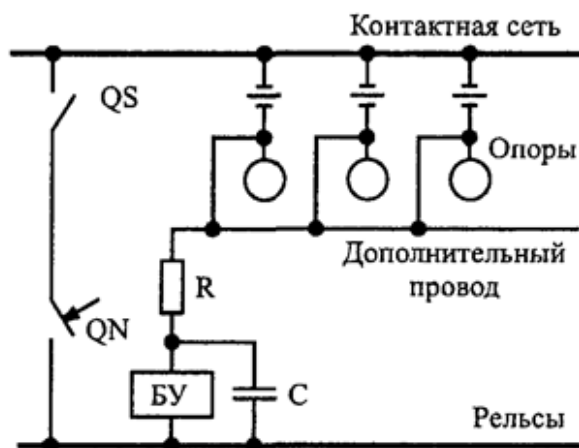 Контактная сеть
QS
Опоры
Дополнительный
провод
R
QN
БУ
C
Рельсы